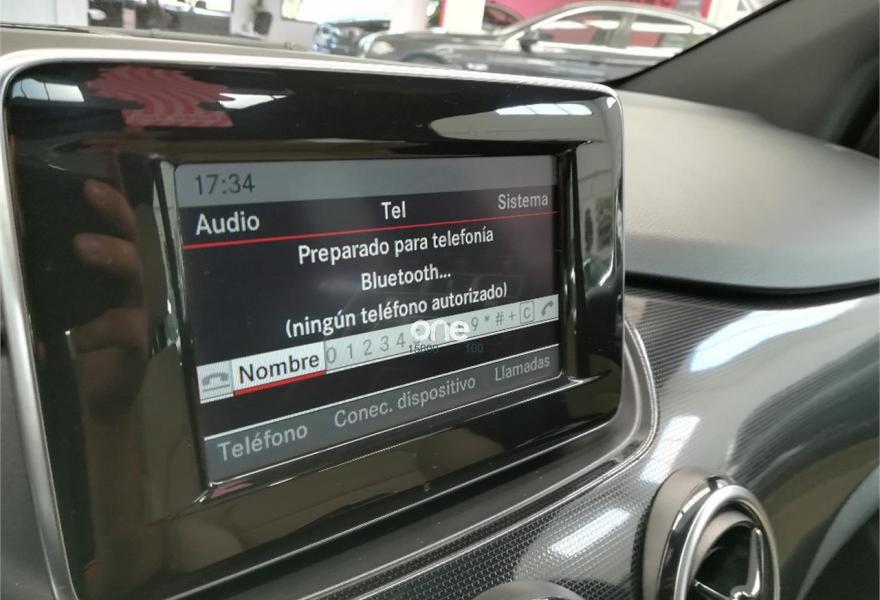 17:34
Audio Tel Sistema
Preparado para telefonía
Bluetooth...
(ningún teléfono autorizado)
Nombre 0 1 2 3 4 9 * # + C
one
100
Teléfono Conec. dispositivo Llamadas